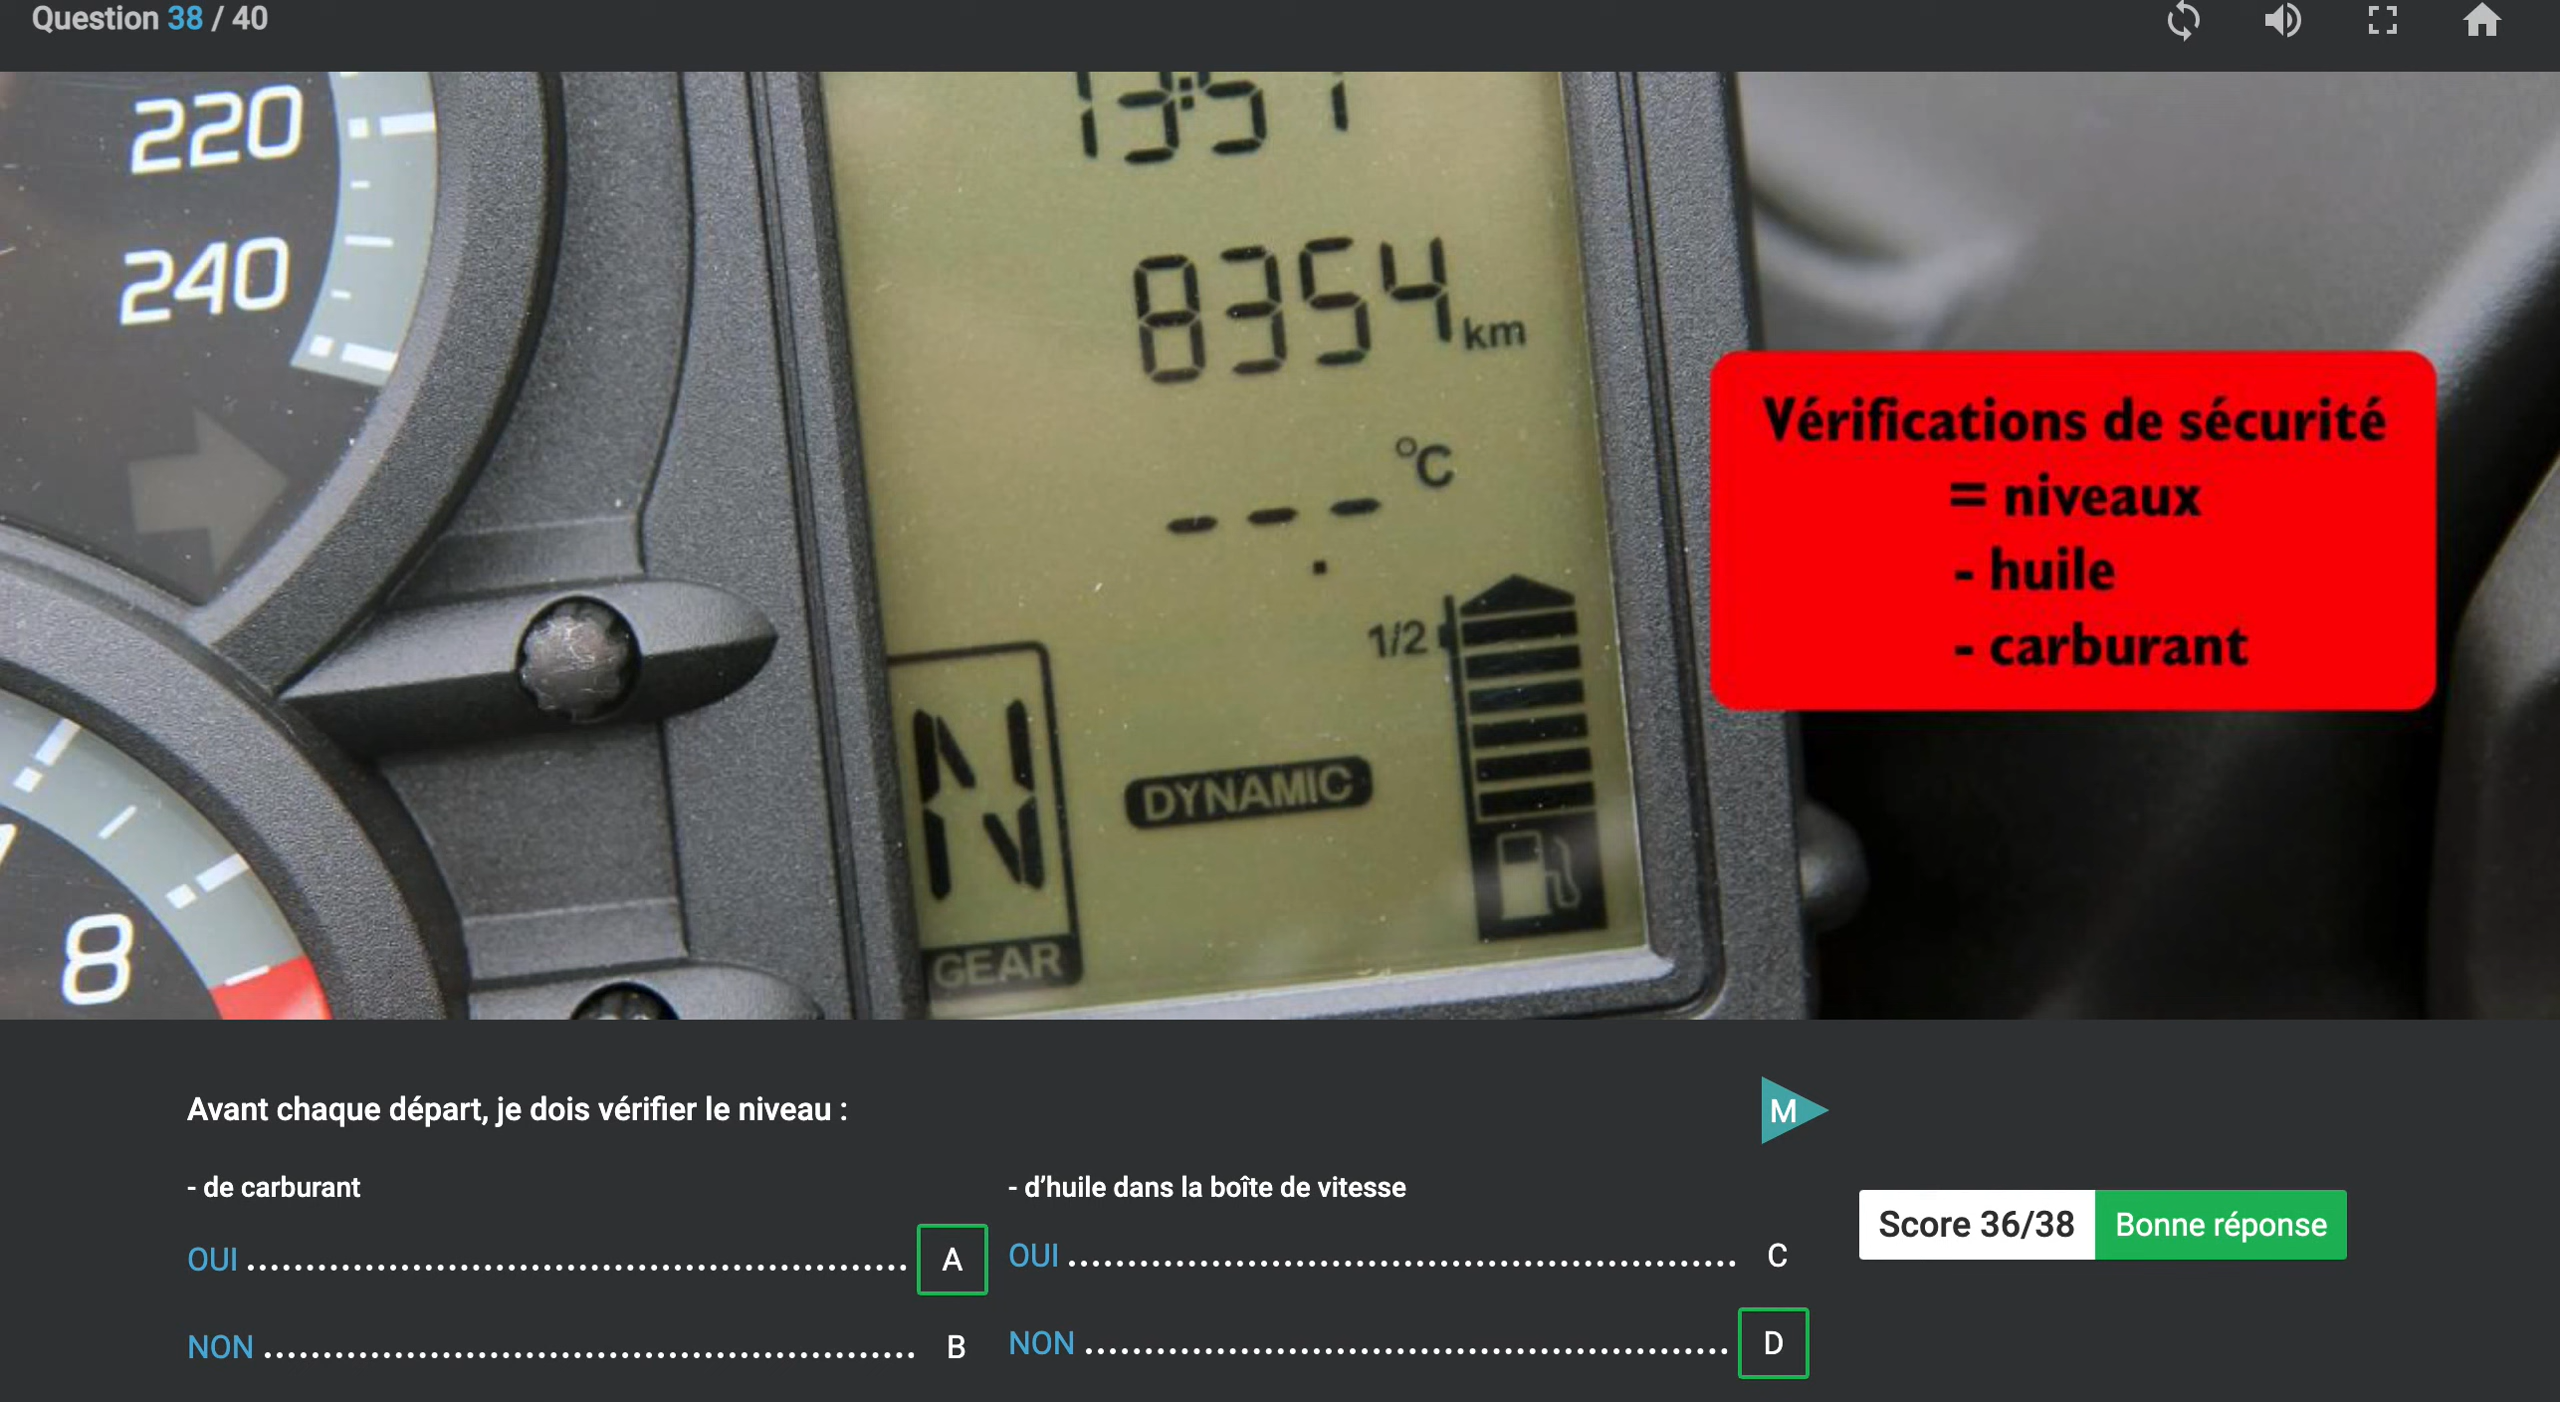 Question 38 / 40
220
240
8
13:51
8354 km
°C
---
1/2
N
DYNAMIC
GEAR
Vérifications de sécurité
= niveaux
- huile
- carburant
Avant chaque départ, je dois vérifier le niveau :
M
- de carburant
OUI ........................................................ A
NON ........................................................ B
- d’huile dans la boîte de vitesse
OUI ........................................................ C
NON ........................................................ D
Score 36/38 Bonne réponse